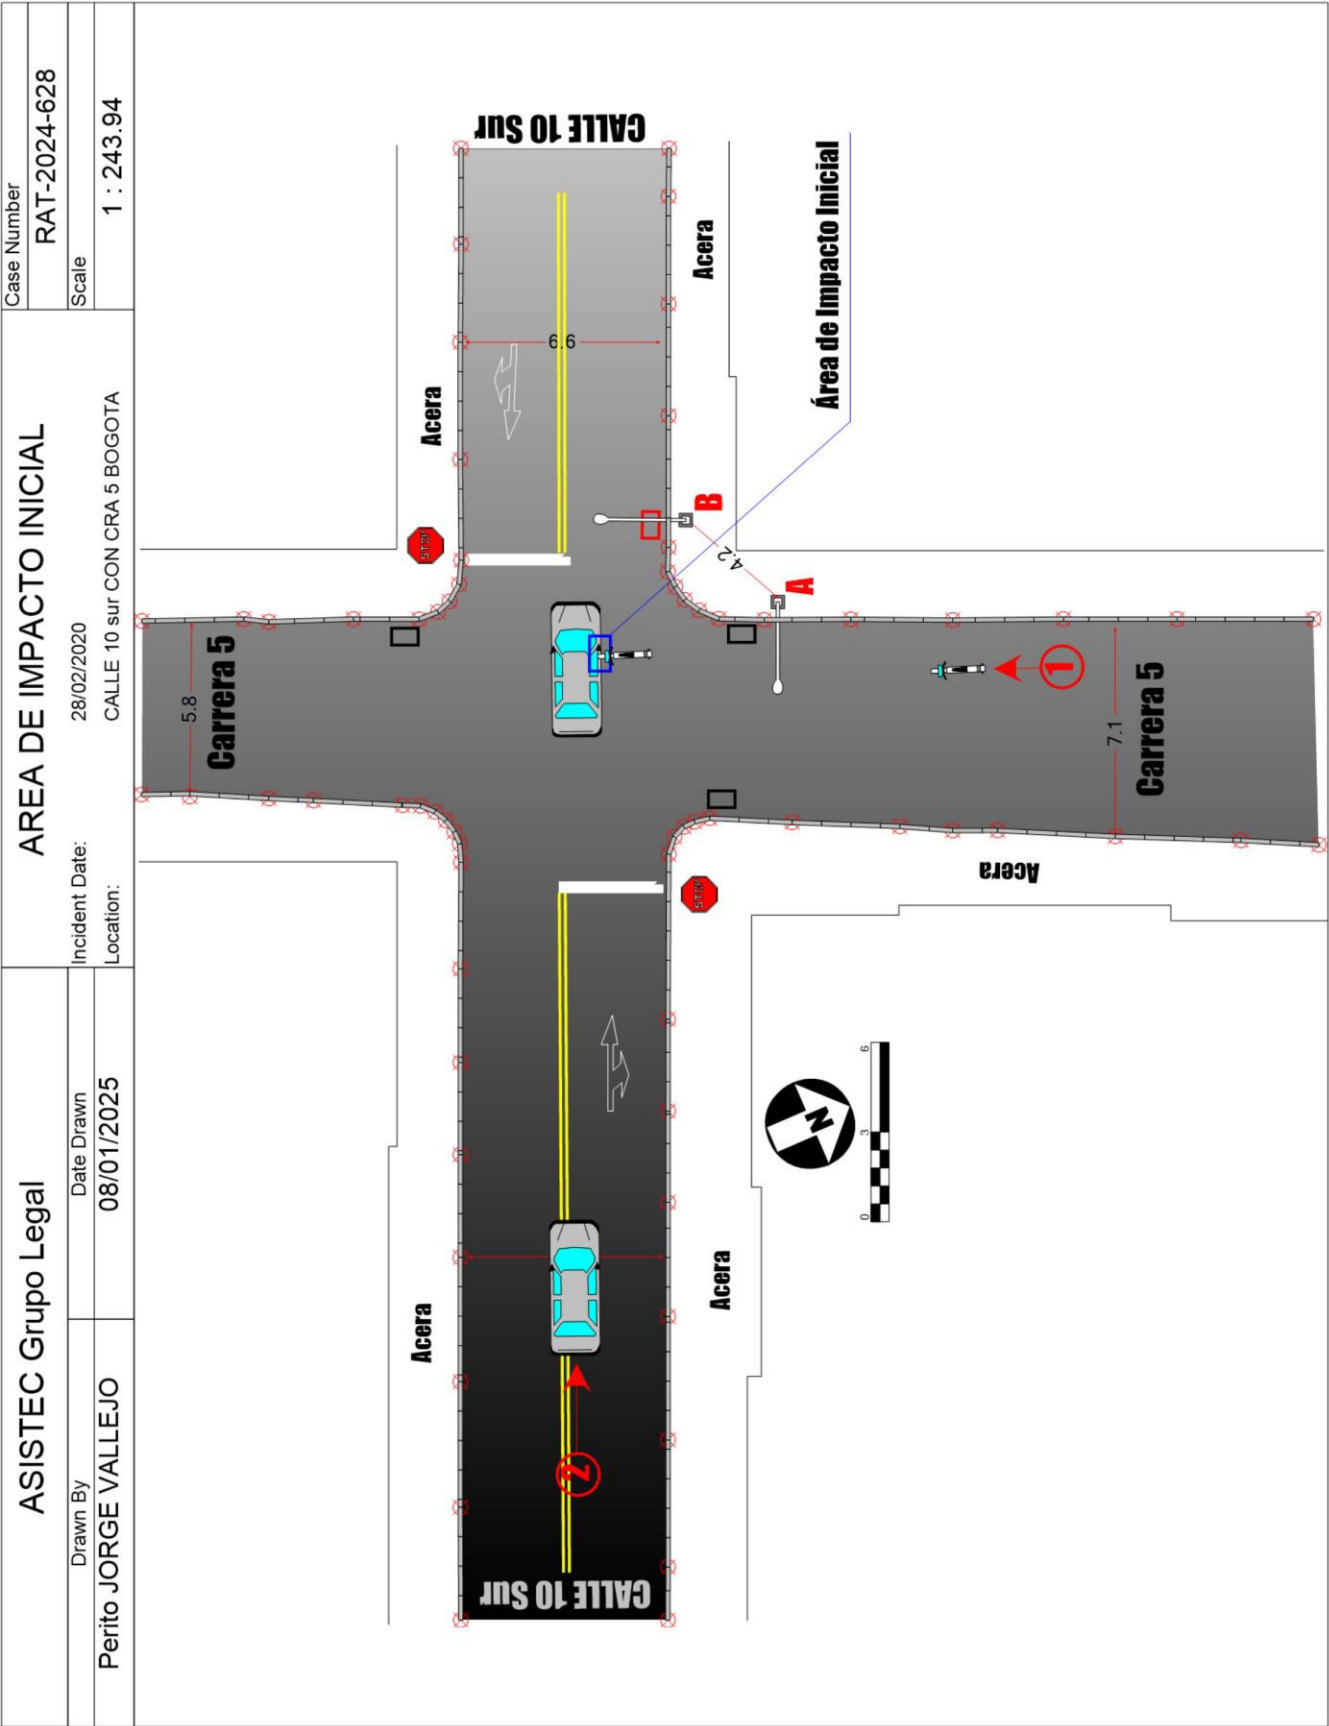 ASISTEC Grupo Legal
AREA DE IMPACTO INICIAL
Case Number
RAT-2024-628
Drawn By
Perito JORGE VALLEJO
Date Drawn
08/01/2025
Incident Date:
28/02/2020
Location:
CALLE 10 sur CON CRA 5 BOGOTA
Scale
1 : 243.94
5.8
Carrera 5
Acera
Acera
STOP
CALLE 10 Sur
6.6
CALLE 10 Sur
2
STOP
B
4.2
A
Acera
Acera
Área de Impacto Inicial
N
0 3 6
Acera
1
7.1
Carrera 5